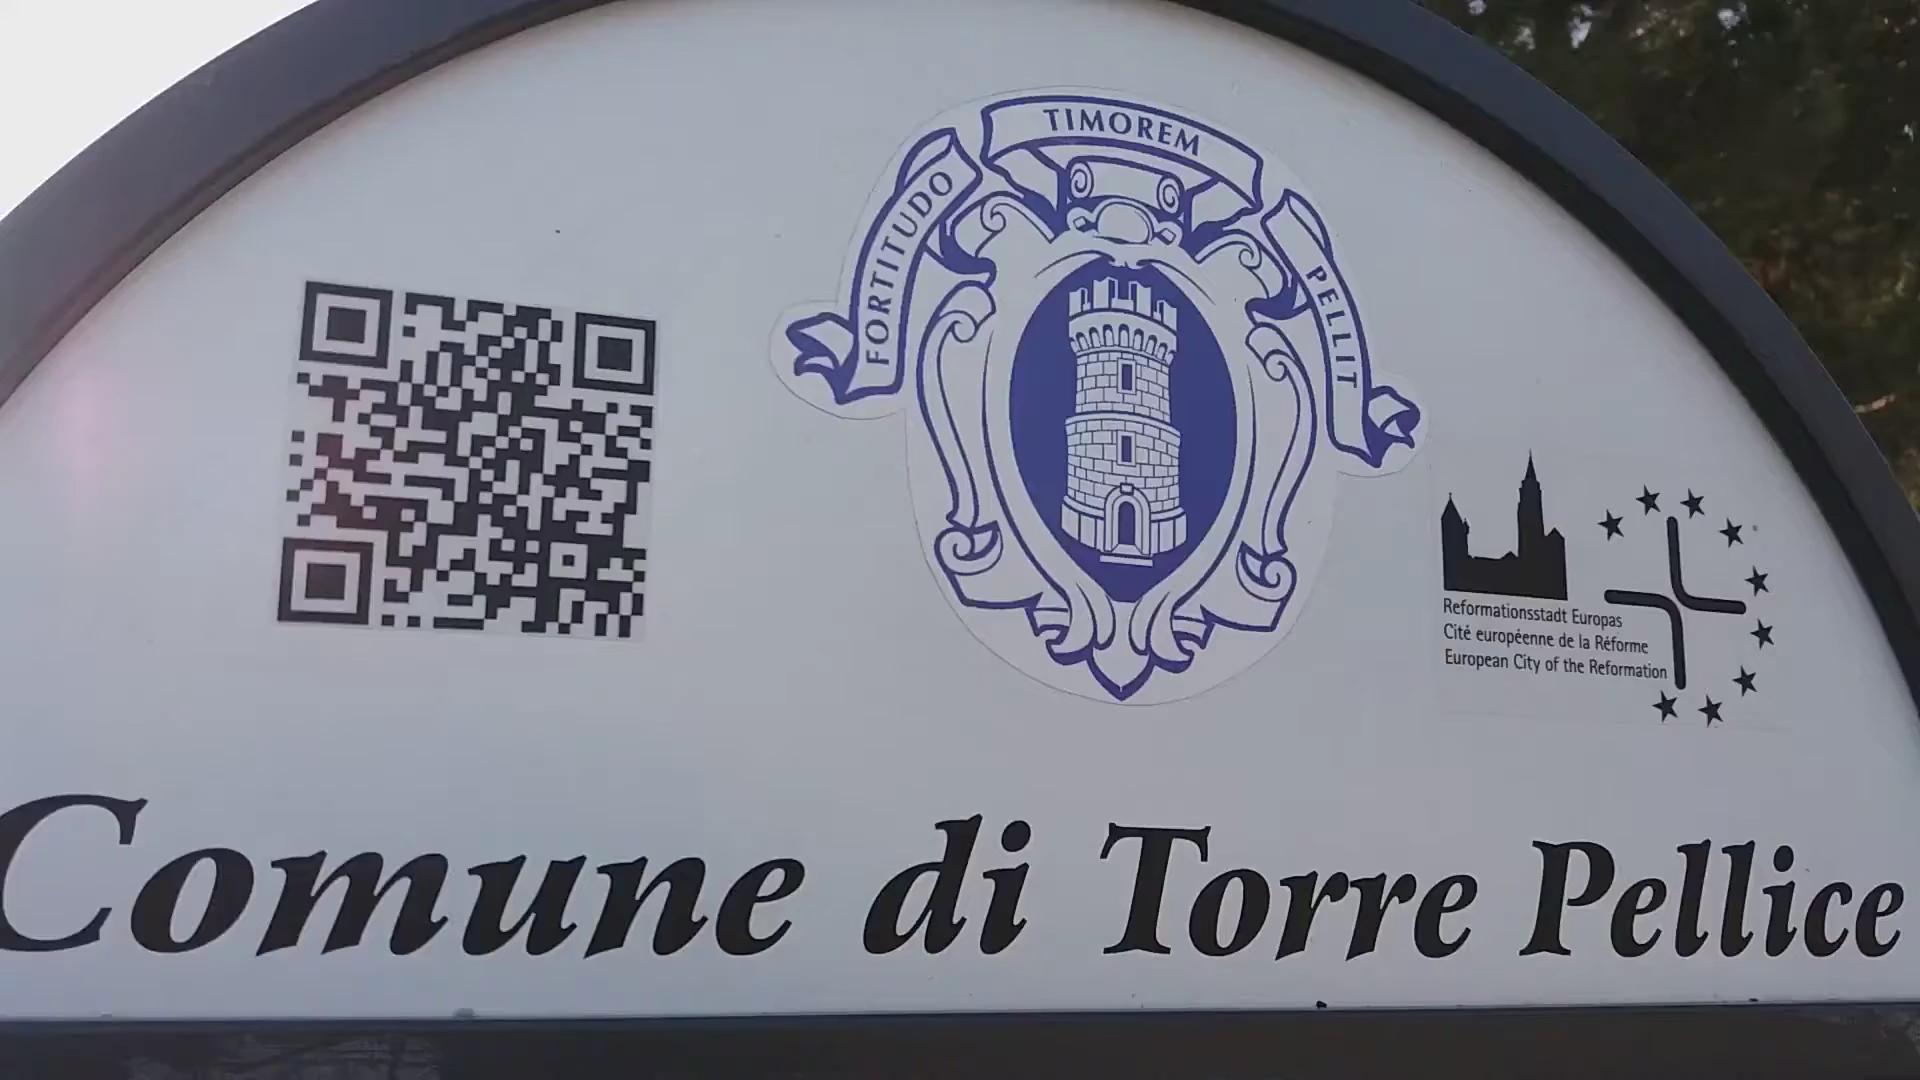 FORTITUDO TIMOREM PELLIT
Reformationsstadt Europas
Cité européenne de la Réforme
European City of the Reformation
Comune di Torre Pellice